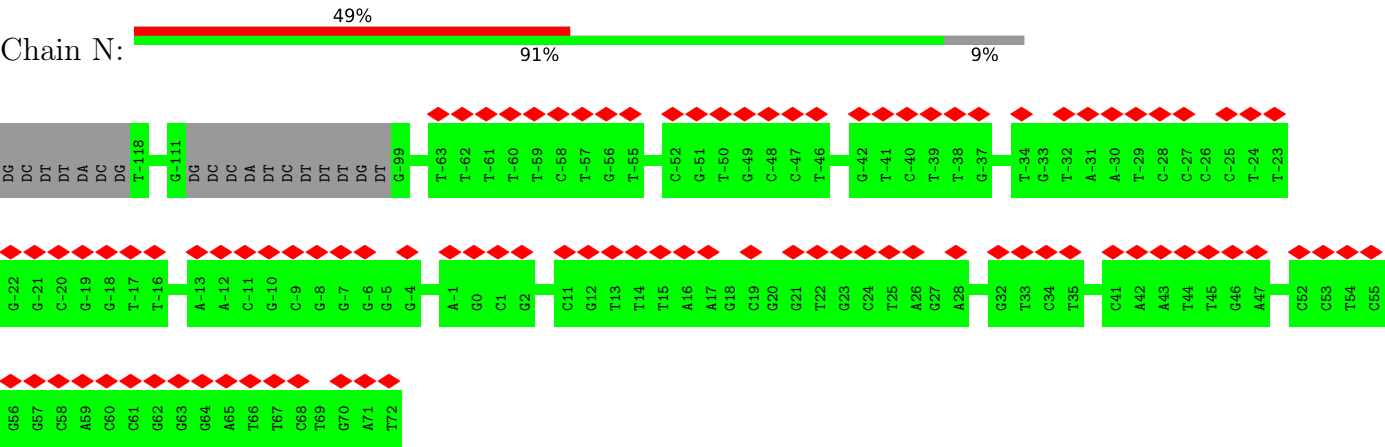 49%
Chain N:
91%
9%
DG DC DT DT DA DC DG T-118 G-111 DG DC DC DA DT DC DT DT DT DT DG DT G-99 T-63 T-62 T-61 T-60 T-59 C-58 T-57 G-56 T-55 C-52 G-51 T-50 G-49 C-48 C-47 T-46 G-42 T-41 C-40 T-39 T-38 G-37 T-34 G-33 T-32 A-31 A-30 T-29 C-28 C-27 C-26 C-25 T-24 T-23
G-22 G-21 C-20 G-19 G-18 T-17 T-16 A-13 A-12 C-11 G-10 C-9 G-8 G-7 G-6 G-5 G-4 A-1 G0 C1 G2 C11 G12 T13 T14 T15 A16 A17 G18 C19 G20 G21 T22 G23 C24 T25 A26 G27 A28 G32 T33 C34 T35 C41 A42 A43 T44 T45 G46 A47 C52 C53 T54 C55
G56 G57 C58 A59 C60 C61 G62 G63 G64 A65 T66 T67 C68 T69 G70 A71 T72